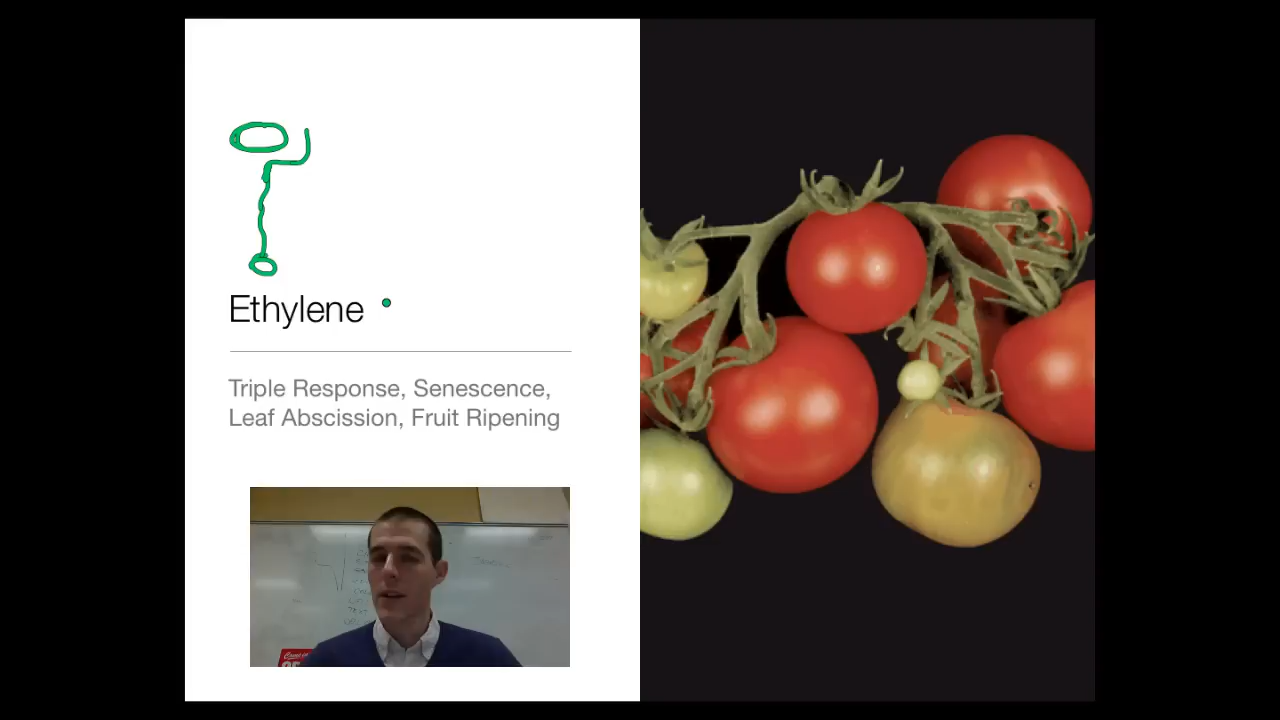 Ethylene
Triple Response, Senescence,
Leaf Abscission, Fruit Ripening